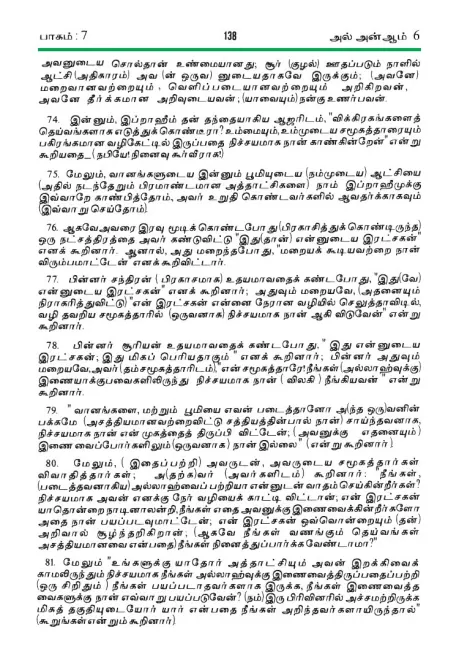 பாகம் : 7 138 அல் அன்ஆம் 6
அவனுடைய சொல்தான் உண்மையானது; சூர் (குழல்) ஊதப்படும் நாளில்
ஆட்சி (அதிகாரம்) அவ (ன் ஒருவ) னுடையதாகவே இருக்கும்; (அவனே)
மறைவானவற்றையும், வெளிப்படையானவற்றையும் அறிகிறவன்,
அவனே தீர்க்கமான அறிவுடையவன்; (யாவையும்) நன்கு உணர்பவன்.
74. இன்னும், இப்றாஹீம் தன் தந்தையாகிய ஆஜரிடம், "விக்கிரகங்களைத்
தெய்வங்களாக எடுத்துக்கொண்டீரா? உம்மையும், உம்முடைய சமூகத்தாரையும்
பகிரங்கமான வழிகேட்டில் இருப்பதை நிச்சயமாக நான் காண்கின்றேன்" என்று
கூறியதை_ (நபியே! நினைவு கூர்வீராக!)
75. மேலும், வானங்களுடைய இன்னும் பூமியுடைய (நம்முடைய) ஆட்சியை
(அதில் நடந்தேறும் பிரமாண்டமான அத்தாட்சிகளை) நாம் இப்றாஹீமுக்கு
இவ்வாறே காண்பித்தோம், அவர் உறுதி கொண்டவர்களில் ஆவதற்காகவும்
(இவ்வாறு செய்தோம்).
76. ஆகவே அவரை இரவு மூடிக் கொண்டபோது (பிரகாசித்துக் கொண்டிருந்த)
ஒரு நட்சத்திரத்தை அவர் கண்டுவிட்டு "இது(தான்) என்னுடைய இரட்சகன்"
எனக் கூறினார். ஆனால், அது மறைந்தபோது, "மறையக் கூடியவற்றை நான்
விரும்பமாட்டேன்" எனக் கூறிவிட்டார்.
77. பின்னர் சந்திரன் (பிரகாசமாக) உதயமாவதைக் கண்டபோது, "இது(வே)
என்னுடைய இரட்சகன்" எனக் கூறினார்; அதுவும் மறையவே, (அதனையும்
நிராகரித்துவிட்டு) "என் இரட்சகன் என்னை நேரான வழியில் செலுத்தாவிடில்,
வழி தவறிய சமூகத்தாரில் (ஒருவனாக) நிச்சயமாக நான் ஆகி விடுவேன்" என்று
கூறினார்.
78. பின்னர் சூரியன் உதயமாவதைக் கண்டபோது, "இது என்னுடைய
இரட்சகன்; இது மிகப் பெரியதாகும்" எனக் கூறினார்; பின்னர் அதுவும்
மறையவே, அவர் (தம் சமூகத்தாரிடம்), "என் சமூகத்தாரே! நீங்கள் (அல்லாஹ்வுக்கு)
இணையாக்குபவைகளிலிருந்து நிச்சயமாக நான் (விலகி) நீங்கியவன்" என்று
கூறினார்.
79. "வானங்களை, மற்றும் பூமியை எவன் படைத்தானோ அ(ந்த ஒரு)வனின்
பக்கமே (அசத்தியமானவற்றைவிட்டு சத்தியத்தின்பால் நான்) சாய்ந்தவனாக,
நிச்சயமாக நான் என் முகத்தைத் திருப்பி விட்டேன்; (அவனுக்கு எதனையும்)
இணைவைப்போர்களிலும் (ஒருவனாக) நான் இல்லை" (என்று கூறினார்.)
80. மேலும், (இதைப்பற்றி) அவருடன், அவருடைய சமூகத்தார்கள்
விவாதித்தார்கள்; அ(தற்க)வர் (அவர்களிடம்) கூறினார்: "நீங்கள்,
(படைத்தவனாகிய) அல்லாஹ்வைப் பற்றியா என்னுடன் வாதம் செய்கின்றீர்கள்?
நிச்சயமாக அவன் எனக்கு நேர் வழியைக் காட்டி விட்டான்; என் இரட்சகன்
யாதொன்றை நாடினாலன்றி, நீங்கள் எதை அவனுக்கு இணைவைக்கின்றீர்களோ
அதை நான் பயப்படவுமாட்டேன்; என் இரட்சகன் ஒவ்வொன்றையும் (தன்)
அறிவால் சூழ்ந்தறிகிறான்; (ஆகவே நீங்கள் வணங்கும் தெய்வங்கள்
அசத்தியமானவை என்பதை) நீங்கள் நினைத்துப்பார்க்கவேண்டாமா?"
81. மேலும் "உங்களுக்கு யாதோர் அத்தாட்சியும் அவன் இறக்கிவைக்
காமலிருந்தும் நிச்சயமாக நீங்கள் அல்லாஹ்வுக்கு இணைவைத்திருப்பதைப்பற்றி
(ஒரு சிறிதும்) நீங்கள் பயப்படாதவர்களாக இருக்க, நீங்கள் இணைவைத்த
வைகளுக்கு நான் எவ்வாறு பயப்படுவேன்? (நம்) இரு பிரிவினரில் அச்சமற்றிருக்க
மிகத் தகுதியுடையோர் யார் என்பதை நீங்கள் அறிந்தவர்களாயிருந்தால்"
(கூறுங்கள் என்றும் கூறினார்).